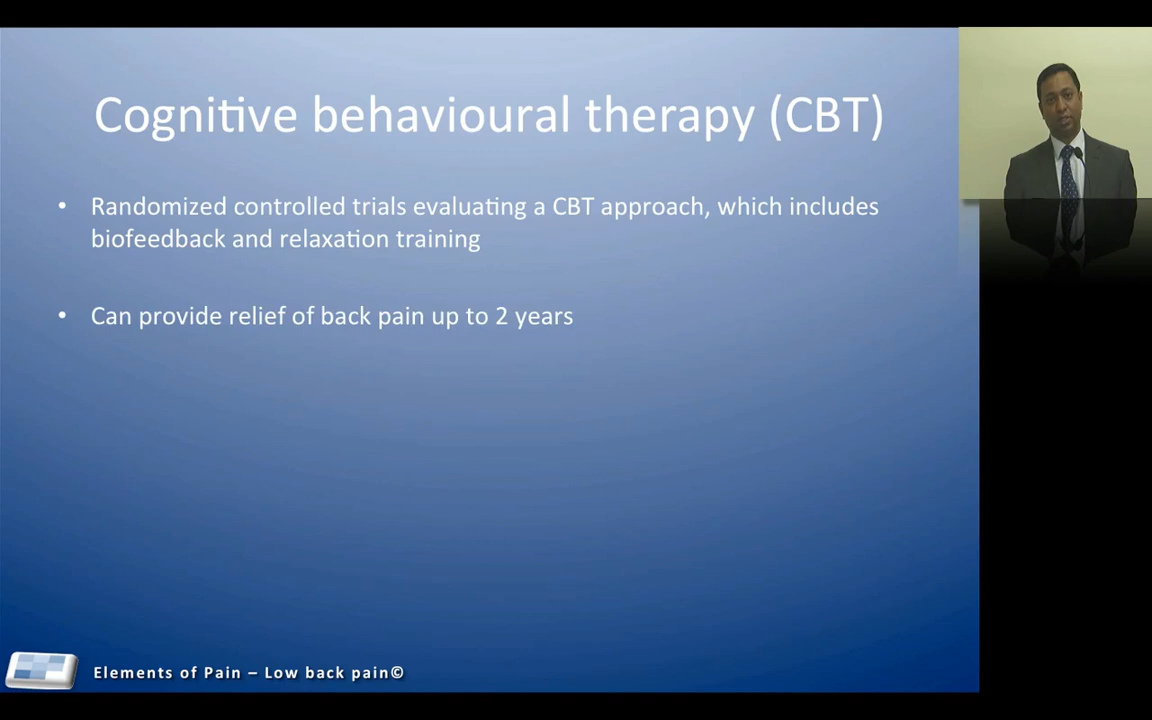 Cognitive behavioural therapy (CBT)
• Randomized controlled trials evaluating a CBT approach, which includes
biofeedback and relaxation training
• Can provide relief of back pain up to 2 years
Elements of Pain – Low back pain©